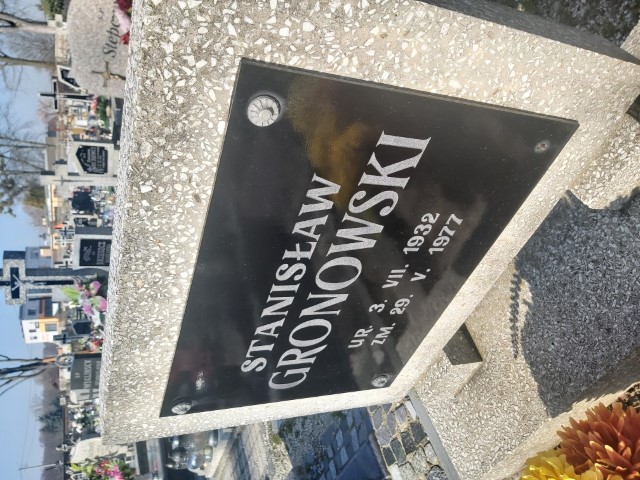 STANISŁAW
GRONOWSKI
UR. 3. VII. 1932
ZM. 29. V. 1977